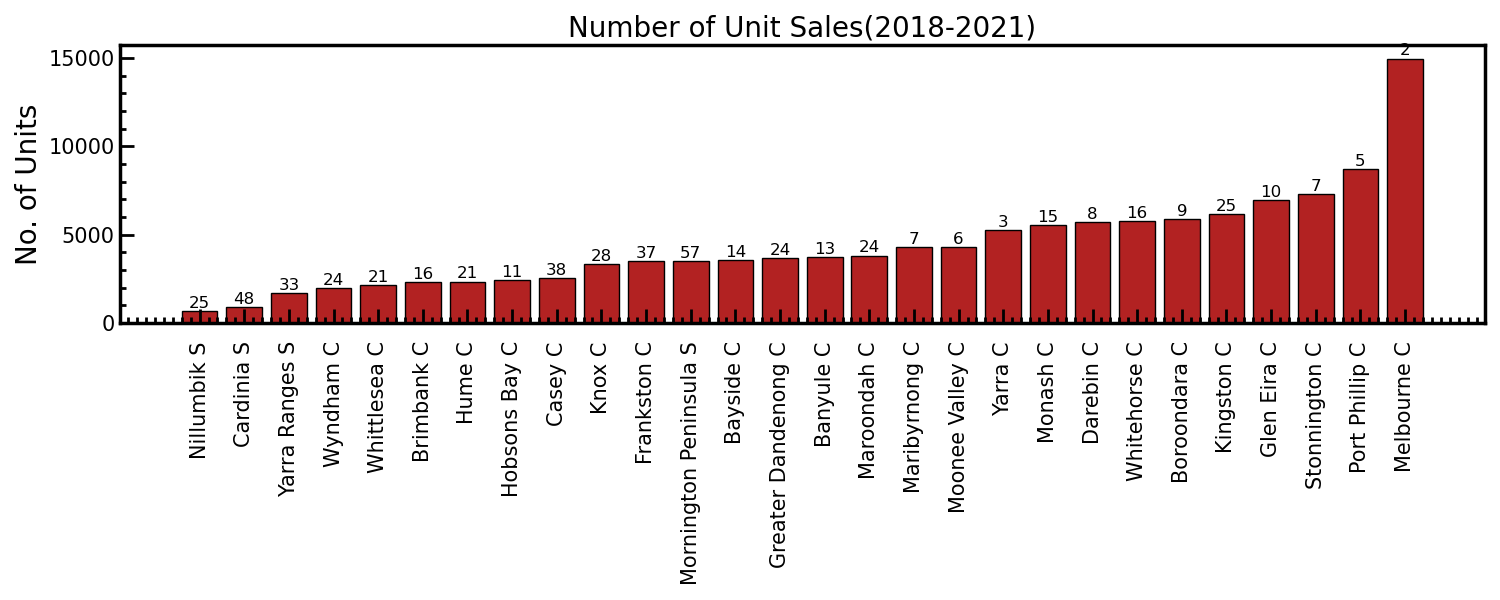 Number of Unit Sales(2018-2021)
No. of Units
15000
10000
5000
0
25 48 33 24 21 16 21 11 38 28 37 57 14 24 13 24 7 6 3 15 8 16 9 25 10 7 5 2
Nillumbik S
Cardinia S
Yarra Ranges S
Wyndham C
Whittlesea C
Brimbank C
Hume C
Hobsons Bay C
Casey C
Knox C
Frankston C
Mornington Peninsula S
Bayside C
Greater Dandenong C
Banyule C
Maroondah C
Maribyrnong C
Moonee Valley C
Yarra C
Monash C
Darebin C
Whitehorse C
Boroondara C
Kingston C
Glen Eira C
Stonnington C
Port Phillip C
Melbourne C